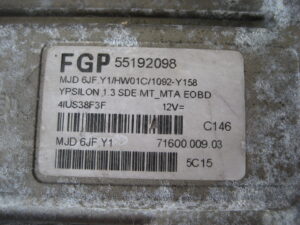 FGP 55192098
MJD 6JF.Y1/HW01C/1092-Y158
YPSILON 1.3 SDE MT_MTA EOBD
4IUS38F3F 12V=
C146
MJD 6JF.Y1 71600.009.03
5C15